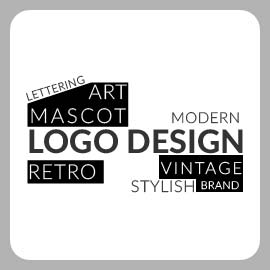 LETTERING
ART
MASCOT
MODERN
LOGO DESIGN
RETRO
VINTAGE
STYLISH BRAND